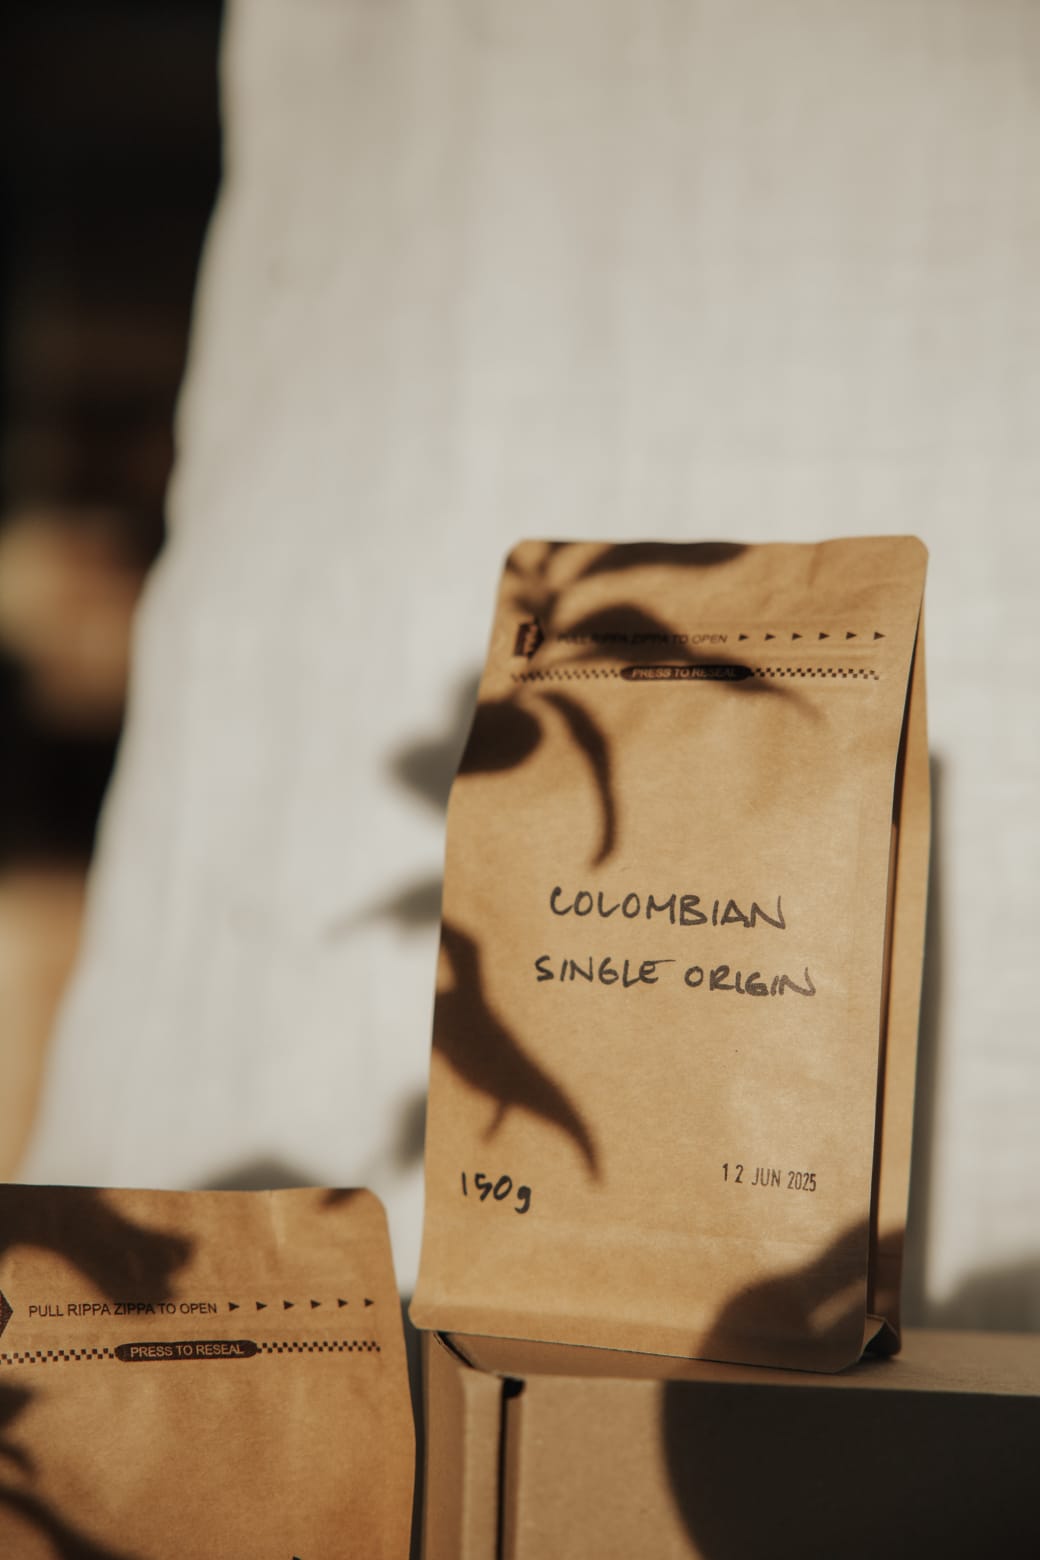 PULL RIPPA ZIPPA TO OPEN
PRESS TO RESEAL
COLOMBIAN
SINGLE ORIGIN
150g
12 JUN 2025
PULL RIPPA ZIPPA TO OPEN
PRESS TO RESEAL